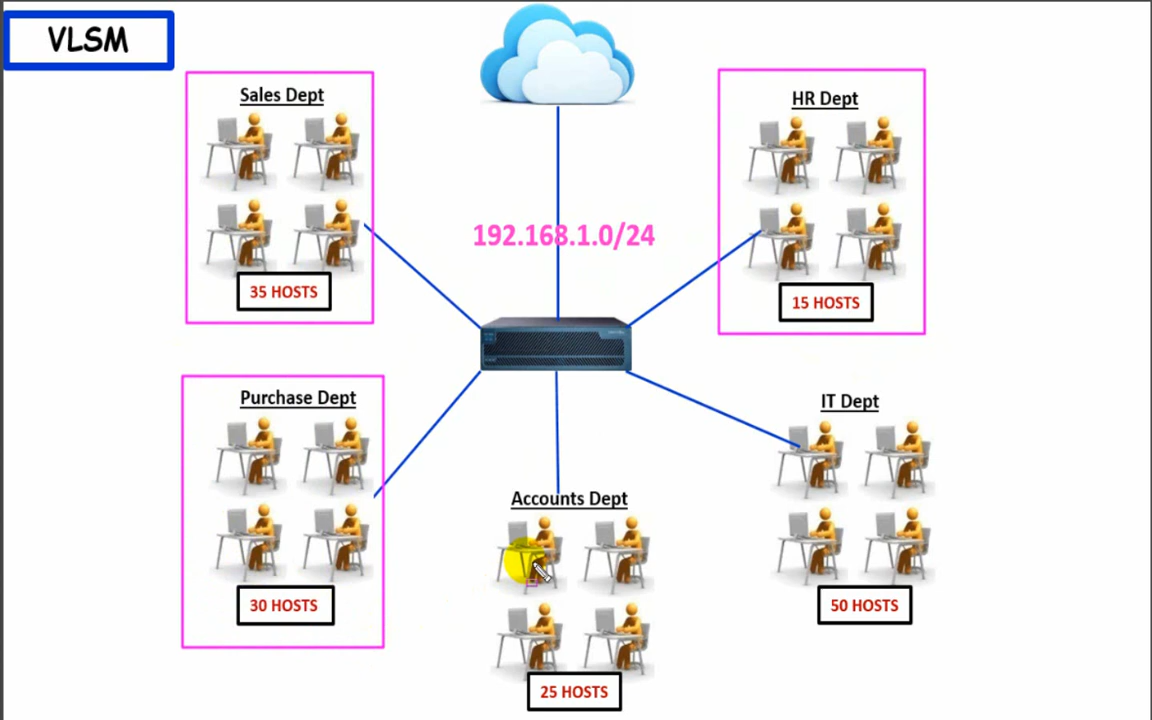 VLSM
Sales Dept
HR Dept
192.168.1.0/24
35 HOSTS
15 HOSTS
Purchase Dept
IT Dept
Accounts Dept
30 HOSTS
50 HOSTS
25 HOSTS